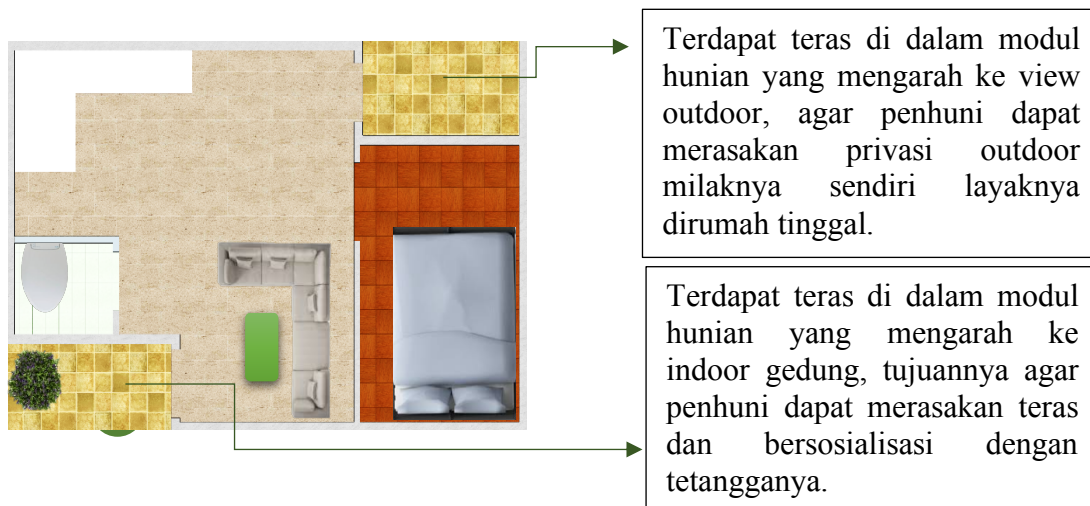 Terdapat teras di dalam modul
hunian yang mengarah ke view
outdoor, agar penhuni dapat
merasakan privasi outdoor
milaknya sendiri layaknya
dirumah tinggal.
Terdapat teras di dalam modul
hunian yang mengarah ke
indoor gedung, tujuannya agar
penhuni dapat merasakan teras
dan bersosialisasi dengan
tetangganya.